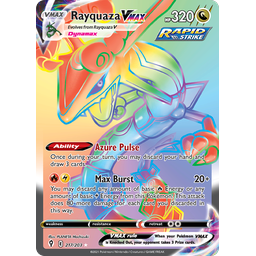 VMAX
Rayquaza VMAX
HP 320
Evolves from Rayquaza V
Dynamax
RAPID STRIKE
Ability Azure Pulse
Once during your turn, you may discard your hand and draw 3 cards.
Max Burst 20+
You may discard any amount of basic Energy or any amount of basic Energy from this Pokémon. This attack does 80 more damage for each card you discarded in this way.
weakness
resistance
retreat
VMAX rule
When your Pokémon VMAX is Knocked Out, your opponent takes 3 Prize cards.
217/203